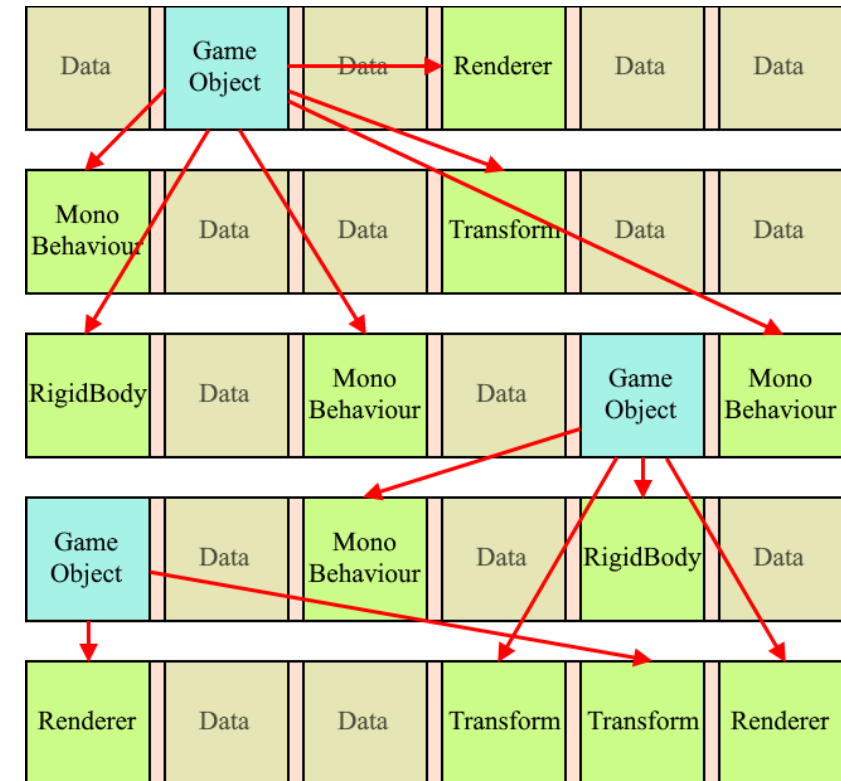 Data
Game
Object
Data
Renderer
Data
Data
Mono
Behaviour
Data
Data
Transform
Data
Data
RigidBody
Data
Mono
Behaviour
Data
Game
Object
Mono
Behaviour
Game
Object
Data
Mono
Behaviour
Data
RigidBody
Data
Renderer
Data
Data
Transform
Transform
Renderer